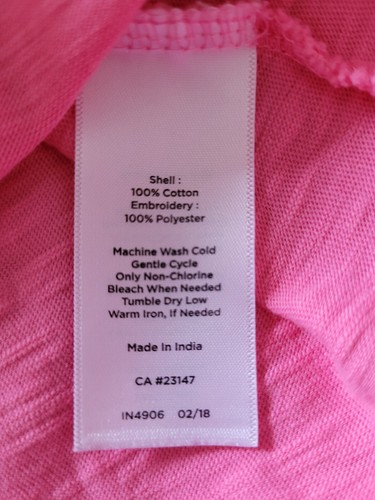 Shell :
100% Cotton
Embroidery :
100% Polyester
Machine Wash Cold
Gentle Cycle
Only Non-Chlorine
Bleach When Needed
Tumble Dry Low
Warm Iron, If Needed
Made In India
CA #23147
IN4906 02/18